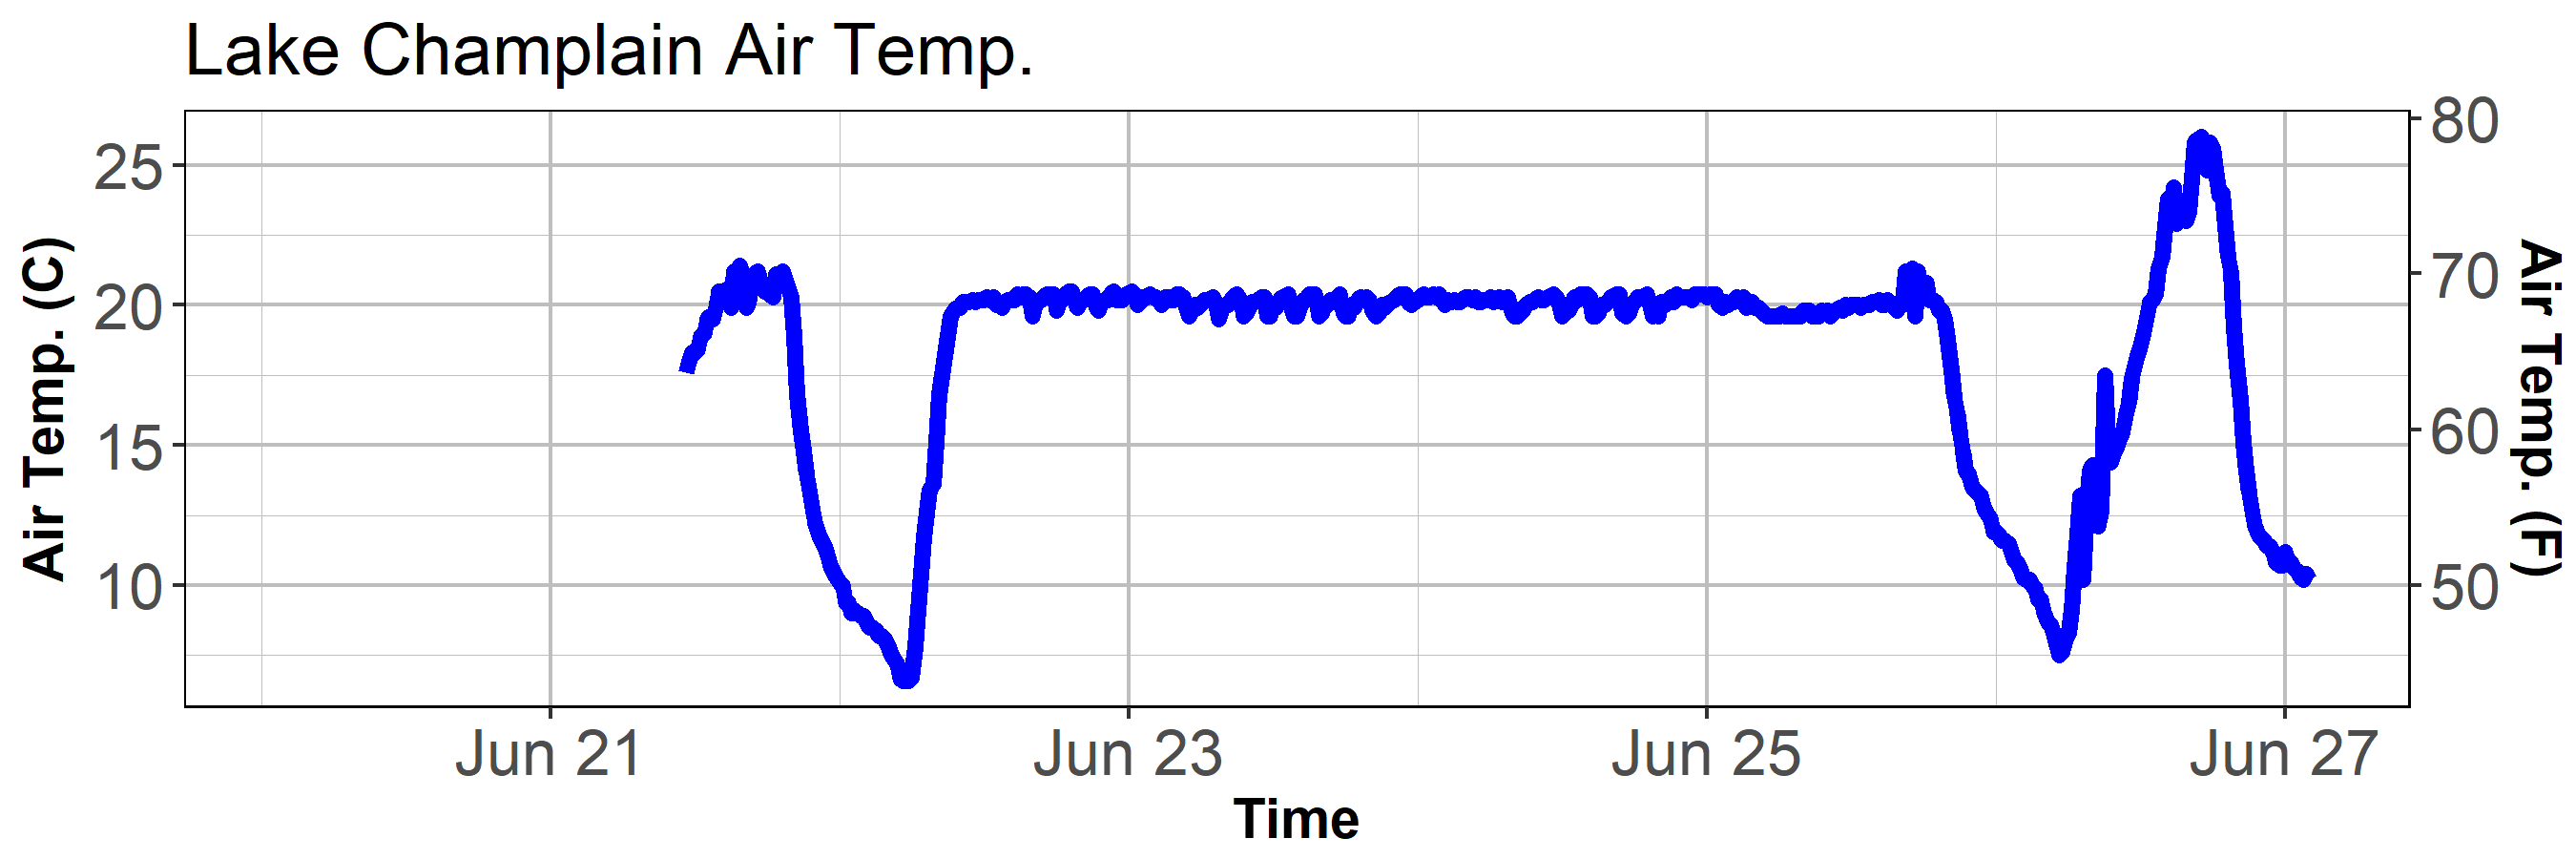 Lake Champlain Air Temp.
Air Temp. (C)
25
20
15
10
80
70
60
50
Air Temp. (F)
Jun 21 Jun 23 Jun 25 Jun 27
Time